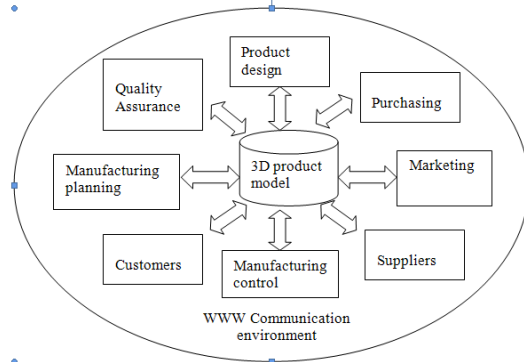 Product
design
Quality
Assurance
Purchasing
Manufacturing
planning
3D product
model
Marketing
Customers
Manufacturing
control
Suppliers
WWW Communication
environment